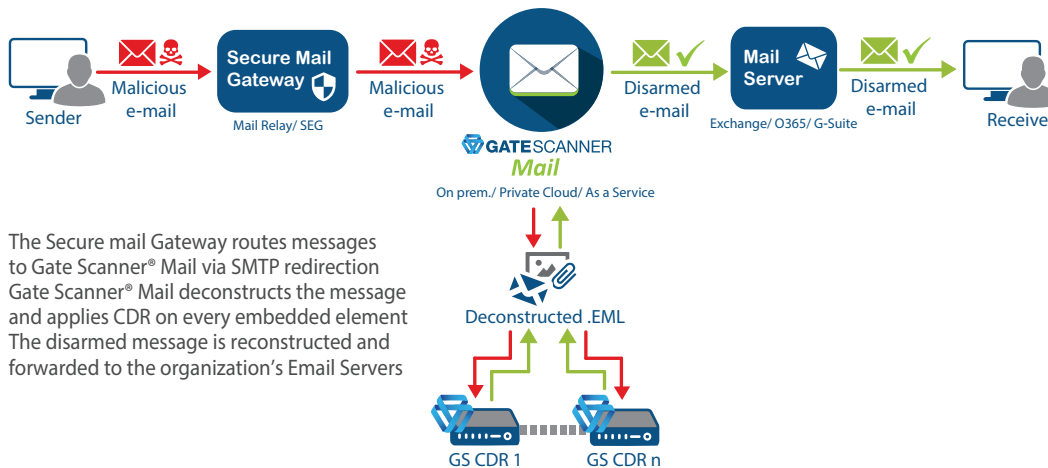 Sender
Malicious
e-mail
Secure Mail
Gateway
Mail Relay/ SEG
Malicious
e-mail
GATESCANNER
Mail
On prem./ Private Cloud/ As a Service
Disarmed
e-mail
Mail
Server
Exchange/ O365/ G-Suite
Disarmed
e-mail
Receive
The Secure mail Gateway routes messages
to Gate Scanner® Mail via SMTP redirection
Gate Scanner® Mail deconstructs the message
and applies CDR on every embedded element
The disarmed message is reconstructed and
forwarded to the organization’s Email Servers
Deconstructed .EML
GS CDR 1
GS CDR n